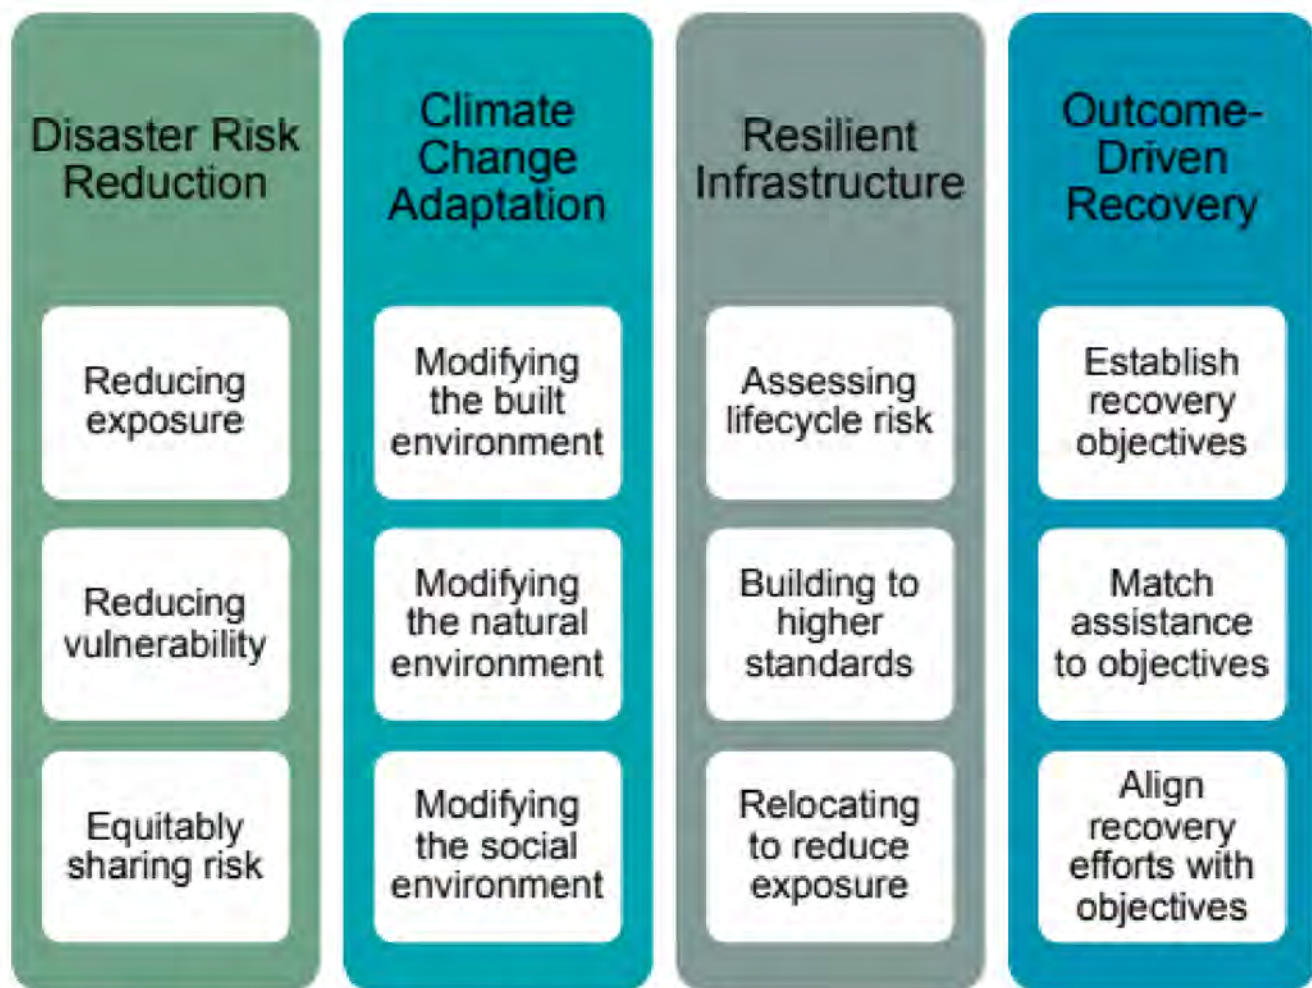 Disaster Risk
Reduction
Reducing
exposure
Reducing
vulnerability
Equitably
sharing risk
Climate
Change
Adaptation
Modifying
the built
environment
Modifying
the natural
environment
Modifying
the social
environment
Resilient
Infrastructure
Assessing
lifecycle risk
Building to
higher
standards
Relocating
to reduce
exposure
Outcome-
Driven
Recovery
Establish
recovery
objectives
Match
assistance
to objectives
Align
recovery
efforts with
objectives